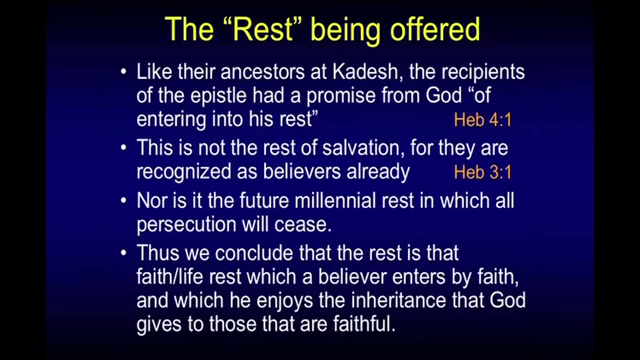 The “Rest” being offered
• Like their ancestors at Kadesh, the recipients
of the epistle had a promise from God “of
entering into his rest” Heb 4:1
• This is not the rest of salvation, for they are
recognized as believers already Heb 3:1
• Nor is it the future millennial rest in which all
persecution will cease.
• Thus we conclude that the rest is that
faith/life rest which a believer enters by faith,
and which he enjoys the inheritance that God
gives to those that are faithful.